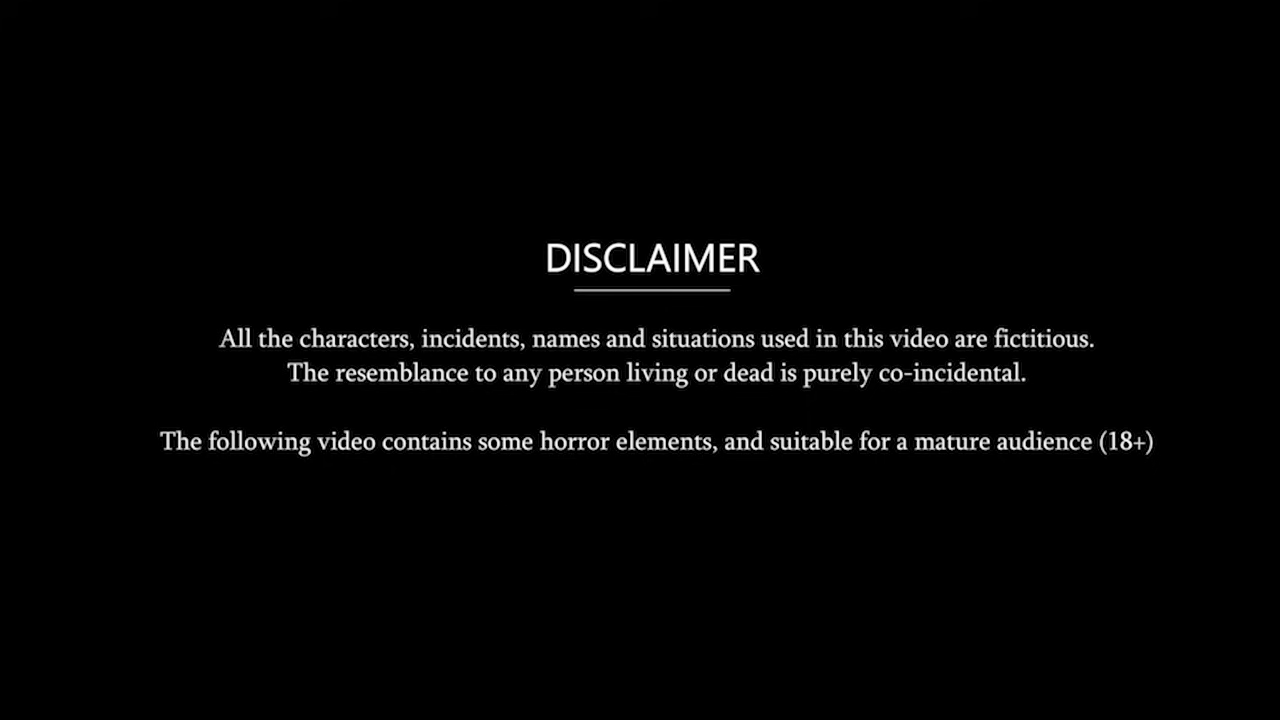 DISCLAIMER
All the characters, incidents, names and situations used in this video are fictitious.
The resemblance to any person living or dead is purely co-incidental.
The following video contains some horror elements, and suitable for a mature audience (18+)